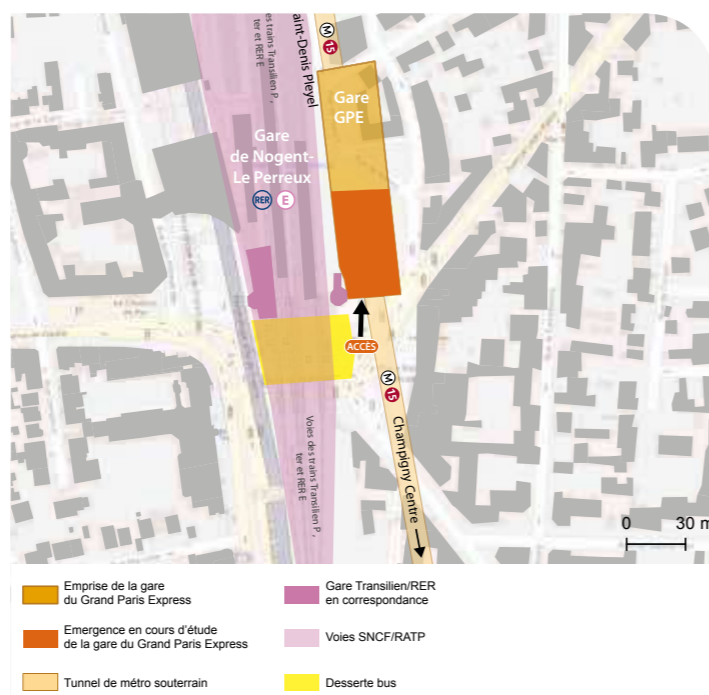 es trains Transilien P ,
ter et RER E
aint-Denis Pleyel
M
15
Gare
GPE
Gare
de Nogent-
Le Perreux
RER E
ACCÈS
M
15
Champigny Centre
Voies des trains Transilien P ,
ter et RER E
0 30 m
Emprise de la gare
du Grand Paris Express
Emergence en cours d'étude
de la gare du Grand Paris Express
Tunnel de métro souterrain
Gare Transilien/RER
en correspondance
Voies SNCF/RATP
Desserte bus